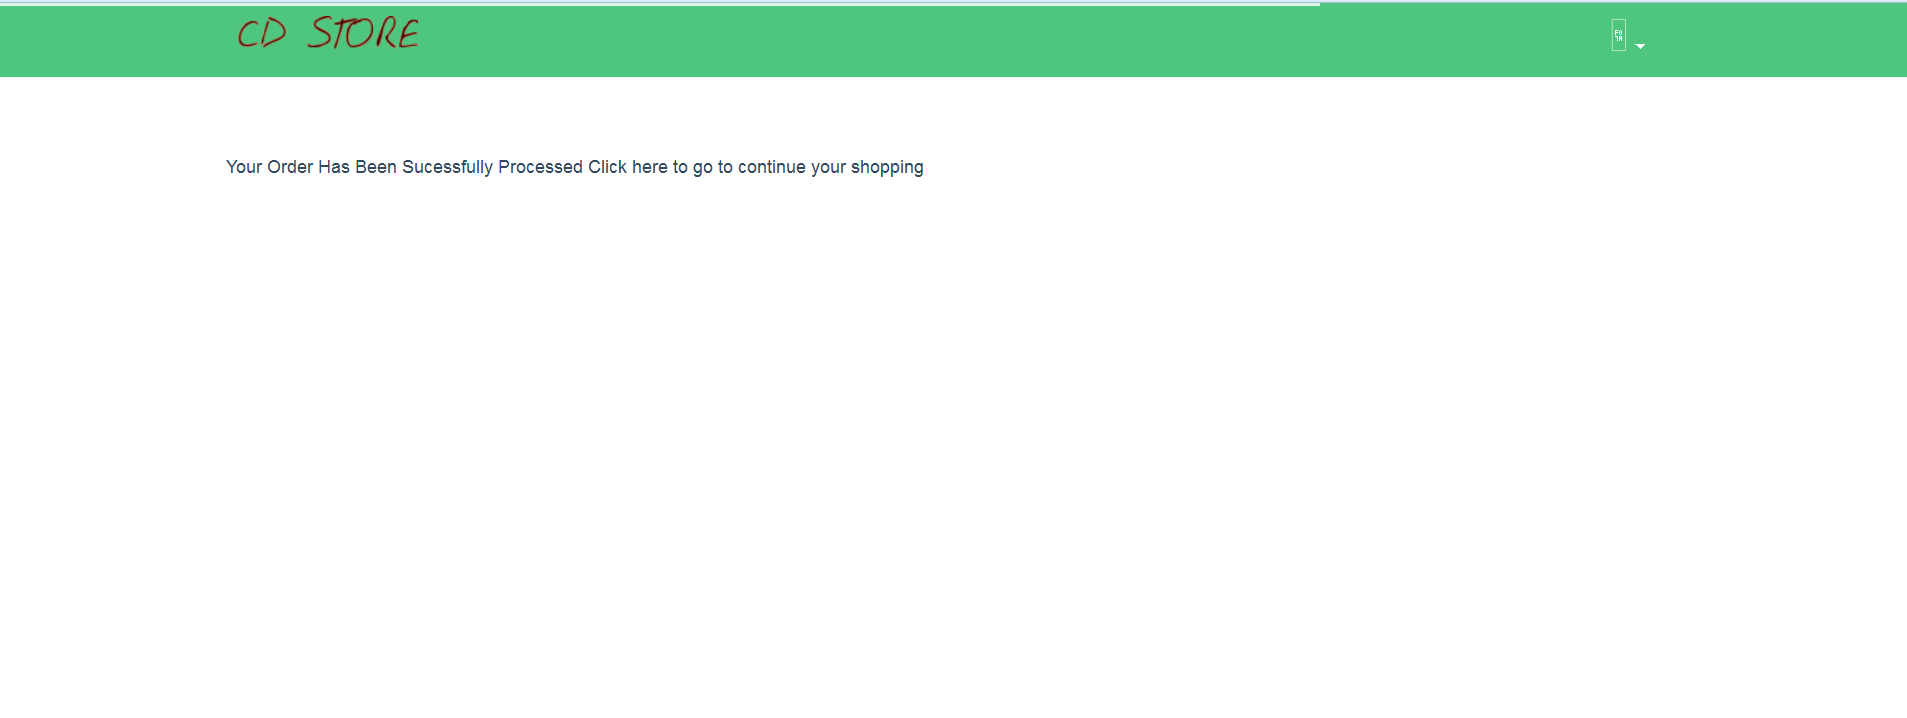 CD STORE
Your Order Has Been Sucessfully Processed Click here to go to continue your shopping